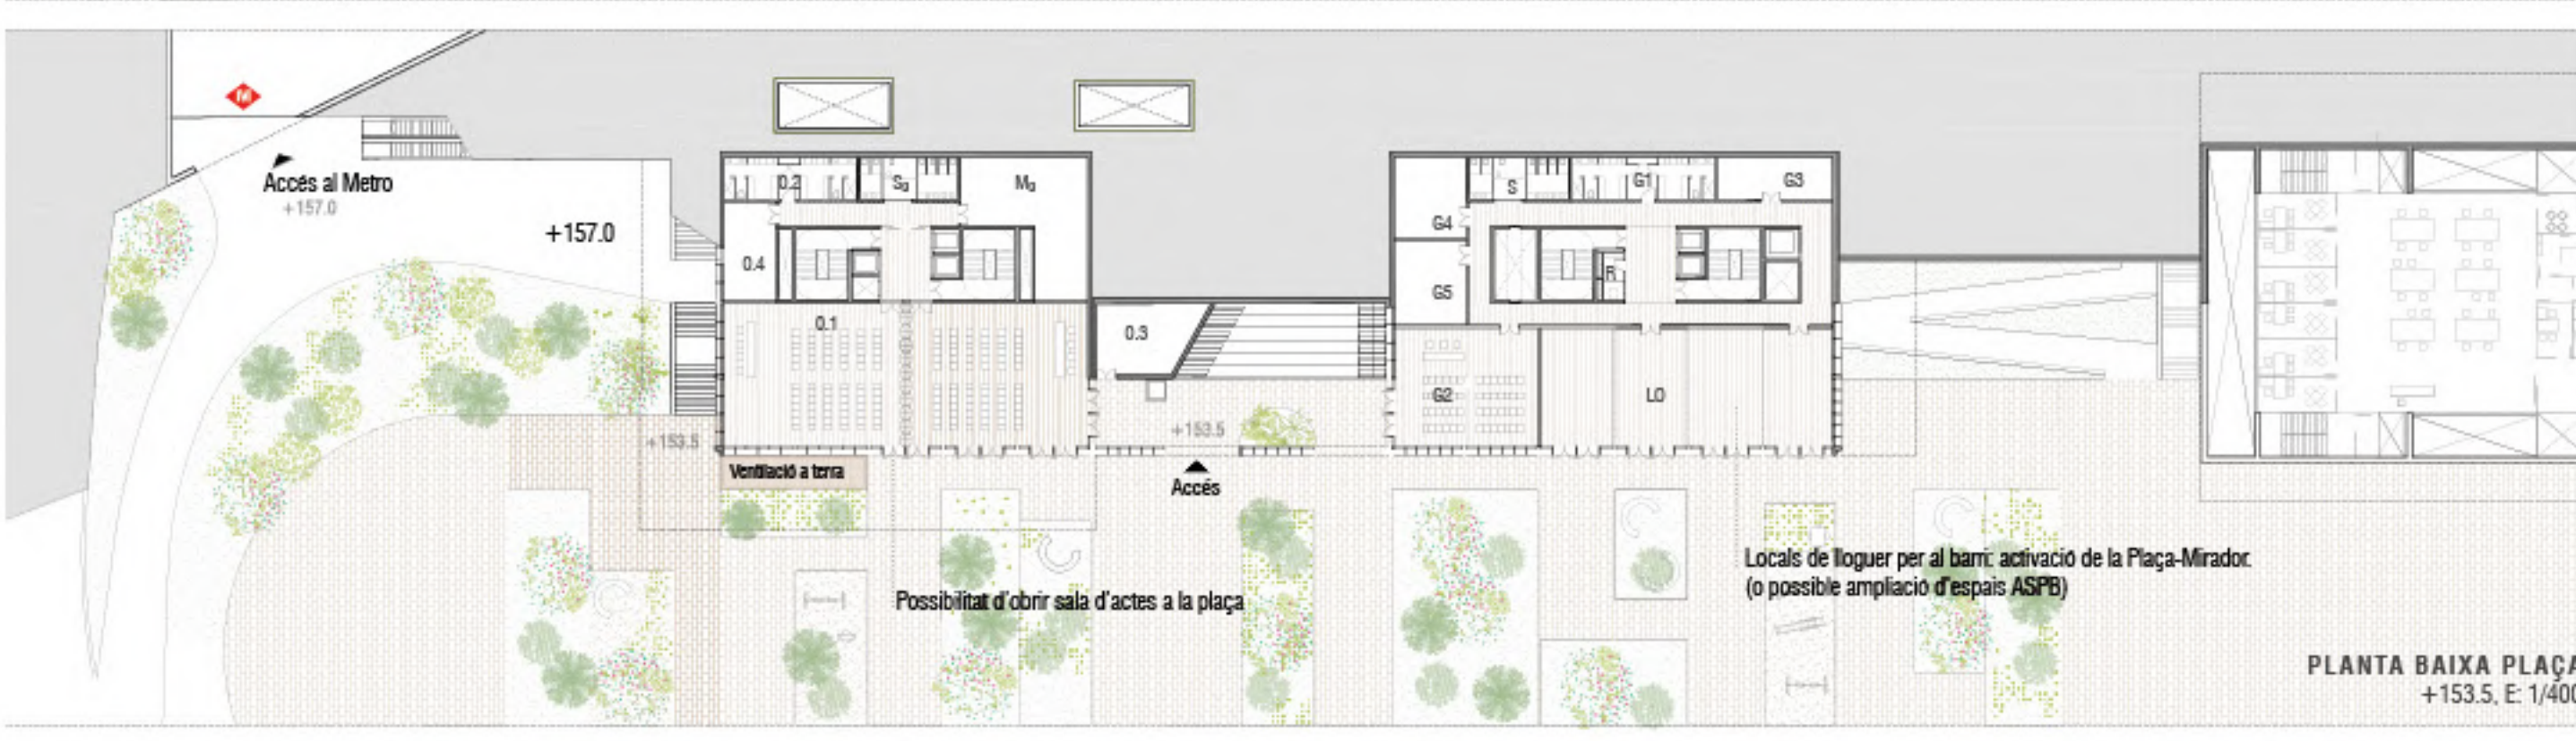 M
Accés al Metro
+157.0
+157.0
0.2
Sg
Mg
0.4
0.1
0.3
S
G1
G3
G4
R
G5
G2
L0
+153.5
+153.5
Ventilació a terra
Accés
Possibilitat d'obrir sala d'actes a la plaça
Locals de lloguer per al barri: activació de la Plaça-Mirador.
(o possible ampliació d'espais ASPB)
PLANTA BAIXA PLAÇA
+153.5, E: 1/400